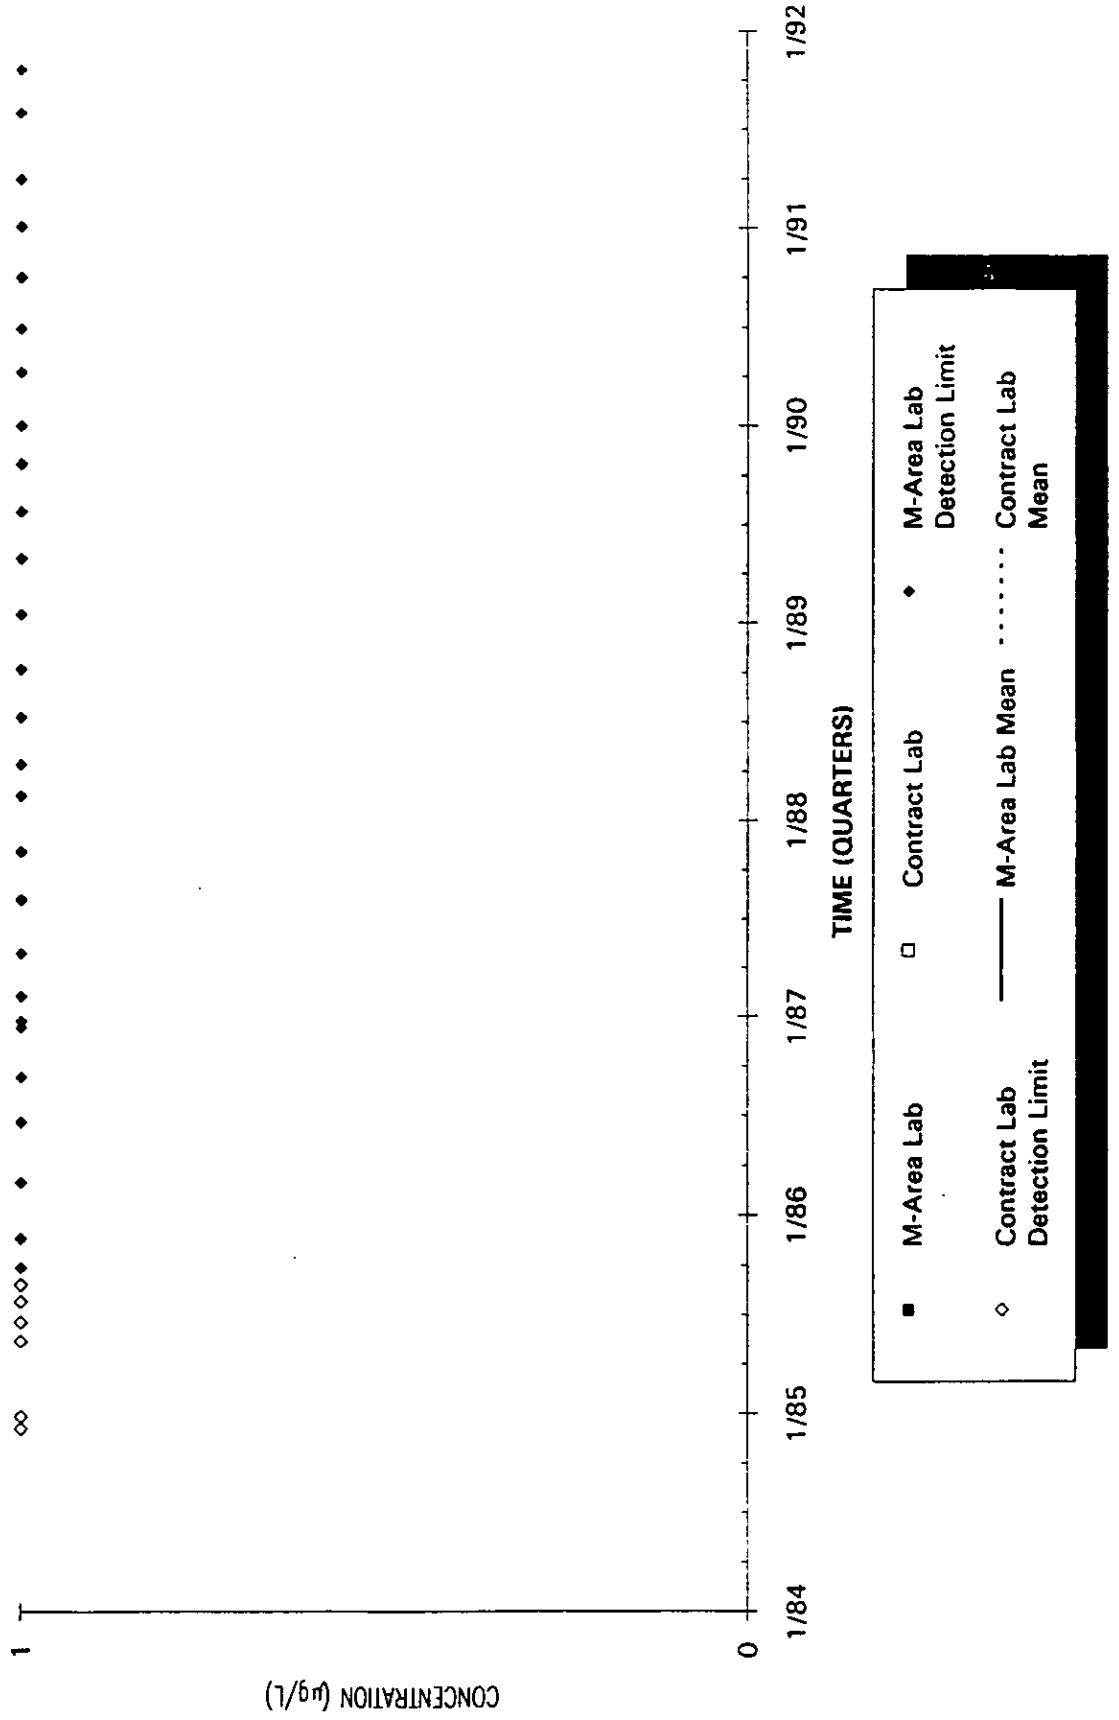 CONCENTRATION (µg/L)
1
0
1/84
1/85
1/86
1/87
1/88
1/89
1/90
1/91
1/92
TIME (QUARTERS)
M-Area Lab
Contract Lab
M-Area Lab
Detection Limit
Contract Lab
Detection Limit
M-Area Lab Mean
Contract Lab
Mean